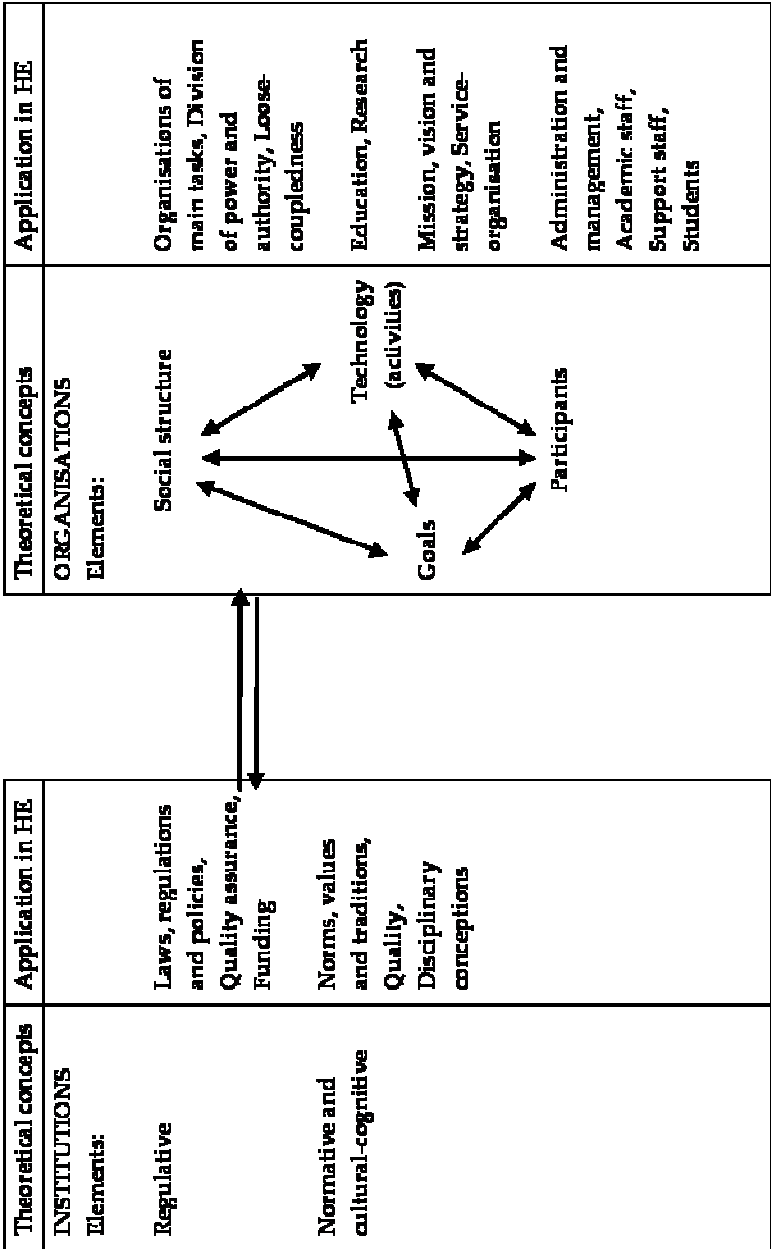 Theoretical concepts
Application in HE
INSTITUTIONS
Elements:
Regulative
Laws, regulations
and policies,
Quality assurance,
Funding
Normative and
cultural-cognitive
Norms, values
and traditions,
Quality,
Disciplinary
conceptions
Theoretical concepts
Application in HE
ORGANISATIONS
Elements:
Social structure
Organisations of
main tasks, Division
of power and
authority, Loose-
coupledness
Technology
(activities)
Education, Research
Goals
Mission, vision and
strategy, Service-
organisation
Participants
Administration and
management,
Academic staff,
Support staff,
Students